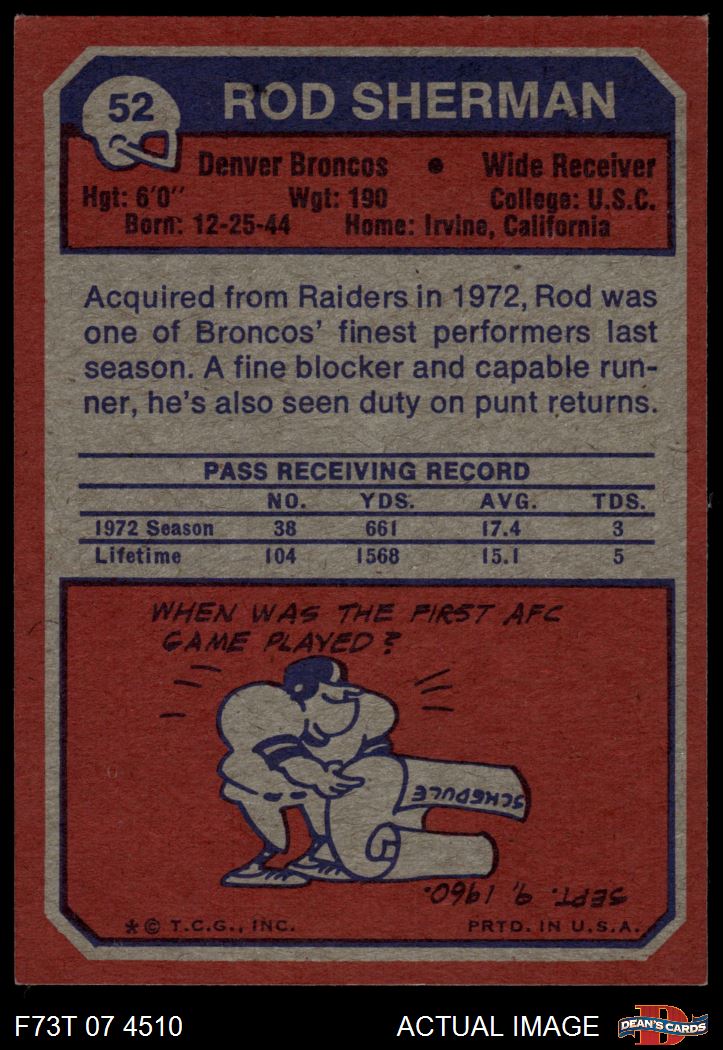 52
ROD SHERMAN
Denver Broncos • Wide Receiver
Hgt: 6'0" Wgt: 190 College: U.S.C.
Born: 12-25-44 Home: Irvine, California
Acquired from Raiders in 1972, Rod was
one of Broncos' finest performers last
season. A fine blocker and capable run-
ner, he's also seen duty on punt returns.
PASS RECEIVING RECORD
NO. YDS. AVG. TDS.
1972 Season 38 661 17.4 3
Lifetime 104 1568 15.1 5
WHEN WAS THE FIRST AFC
GAME PLAYED?
SCHEDULE
SEPT. 9, 1960.
* © T.C.G., INC. PRTD. IN U.S.A.
F73T 07 4510 ACTUAL IMAGE
DEAN'S CARDS